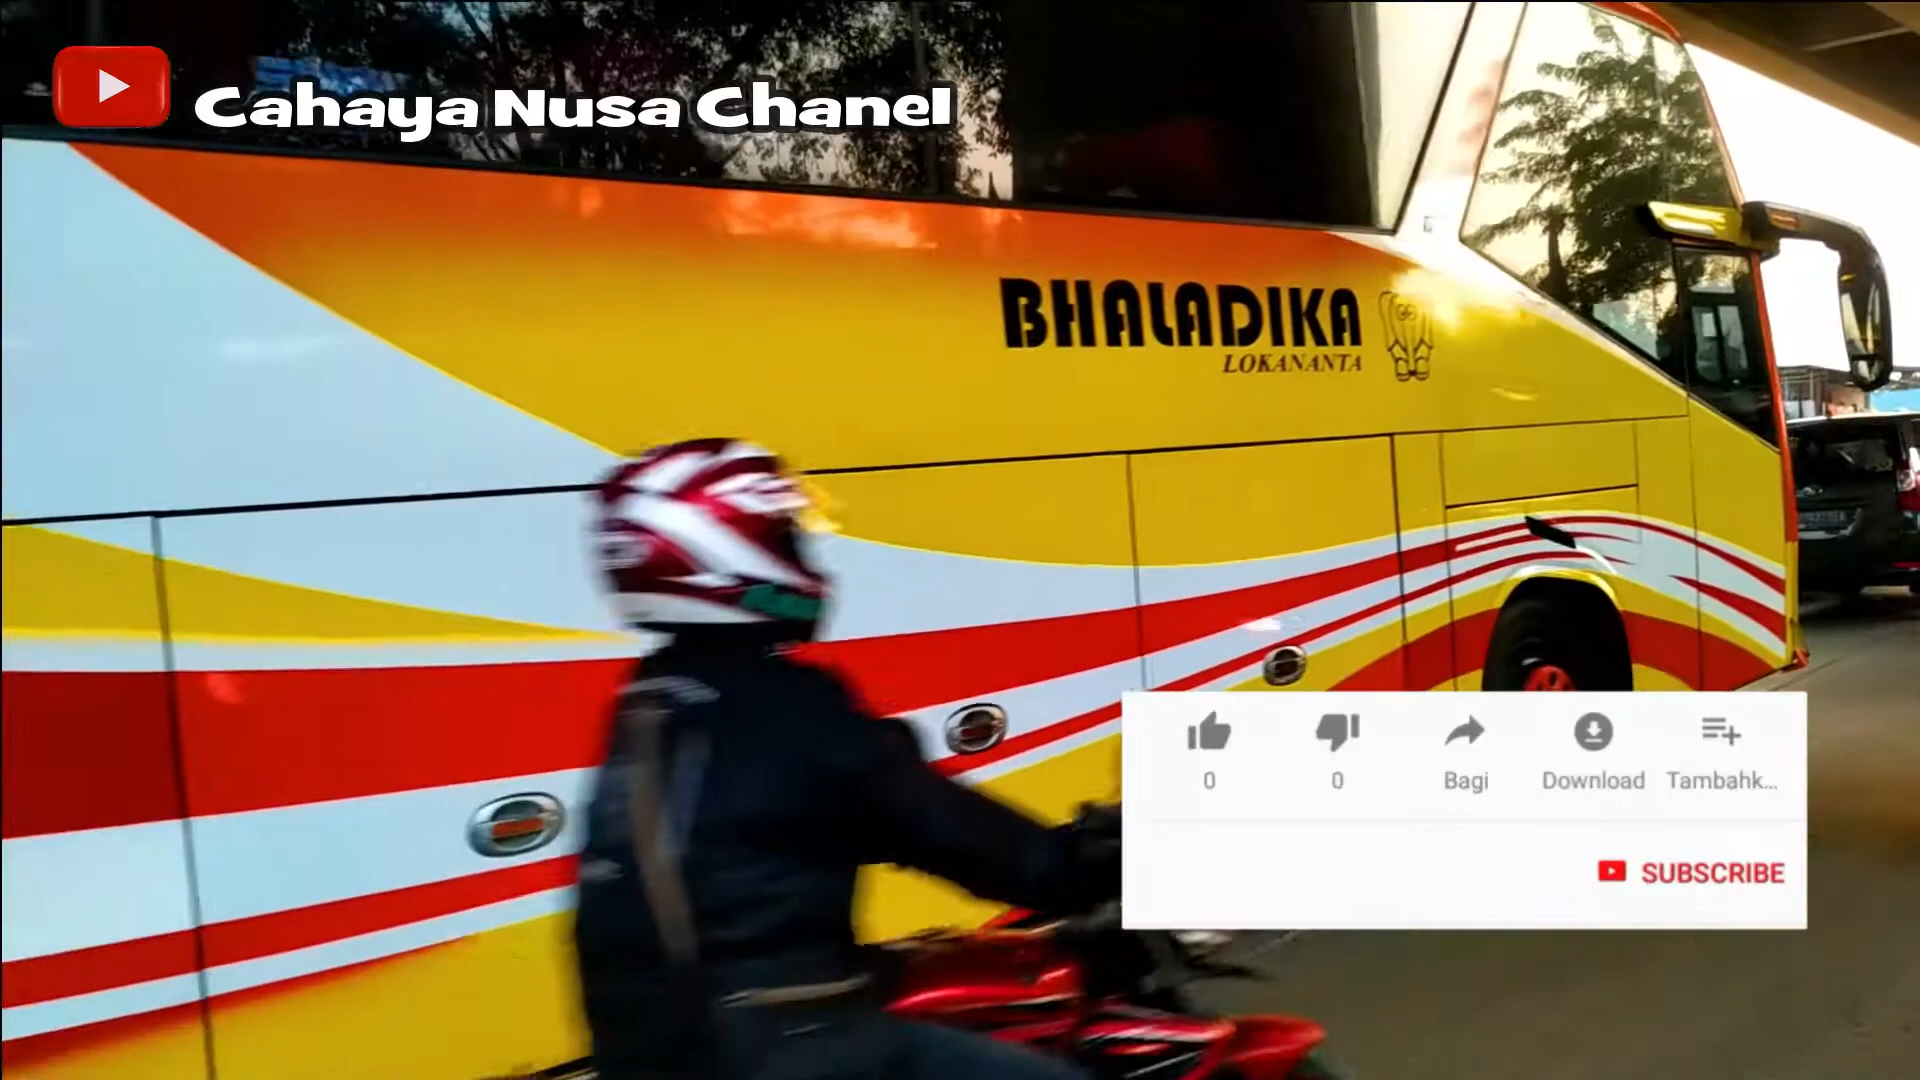 Cahaya Nusa Chanel
BHALADIKA
LOKANANTA
0
0
Bagi
Download
Tambahk...
SUBSCRIBE